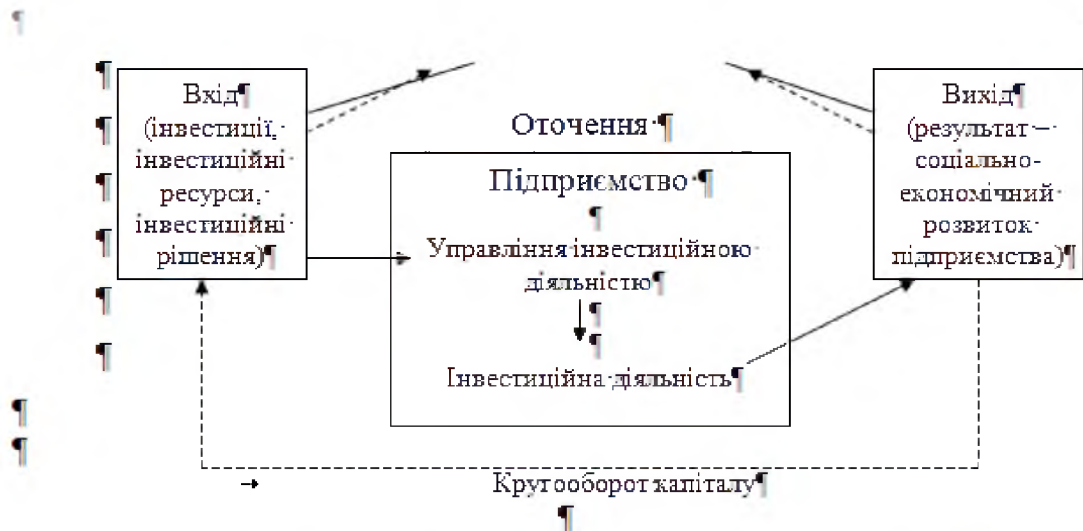 Вхід
(інвестиції,
інвестиційні
ресурси,
інвестиційні
рішення)
Оточення
Підприємство
Управління інвестиційною
діяльністю
Інвестиційна діяльність
Вихід
(результат –
соціально-
економічний
розвиток
підприємства)
Кругооборот капіталу